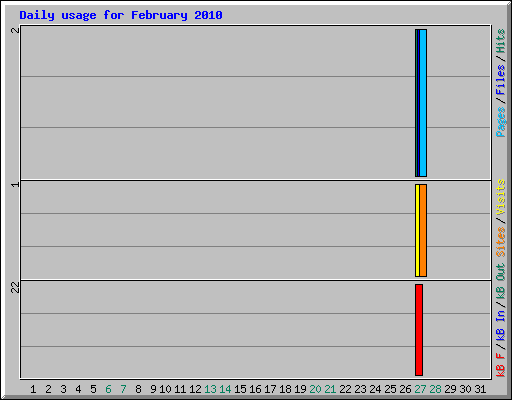 Daily usage for February 2010
2
1
22
Pages / Files / Hits
Sites / Visits
kB F / kB In / kB Out
1 2 3 4 5 6 7 8 9 10 11 12 13 14 15 16 17 18 19 20 21 22 23 24 25 26 27 28 29 30 31